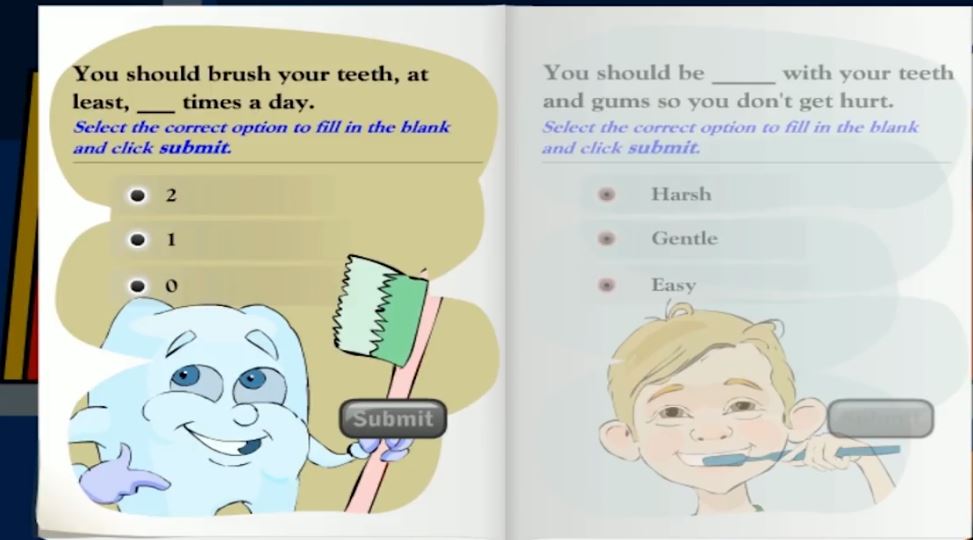 You should brush your teeth, at
least, ___ times a day.
Select the correct option to fill in the blank
and click submit.
2
1
0
Submit
You should be _____ with your teeth
and gums so you don't get hurt.
Select the correct option to fill in the blank
and click submit.
Harsh
Gentle
Easy